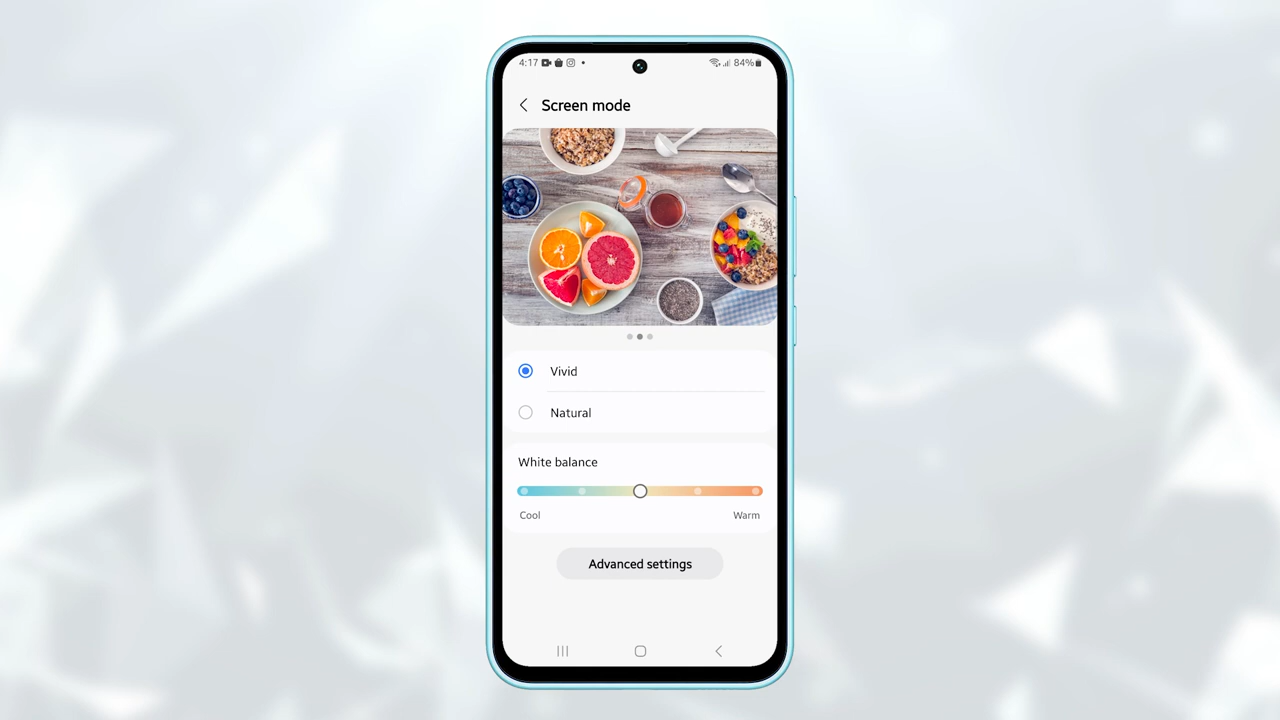 4:17 84%
Screen mode
Vivid
Natural
White balance
Cool Warm
Advanced settings